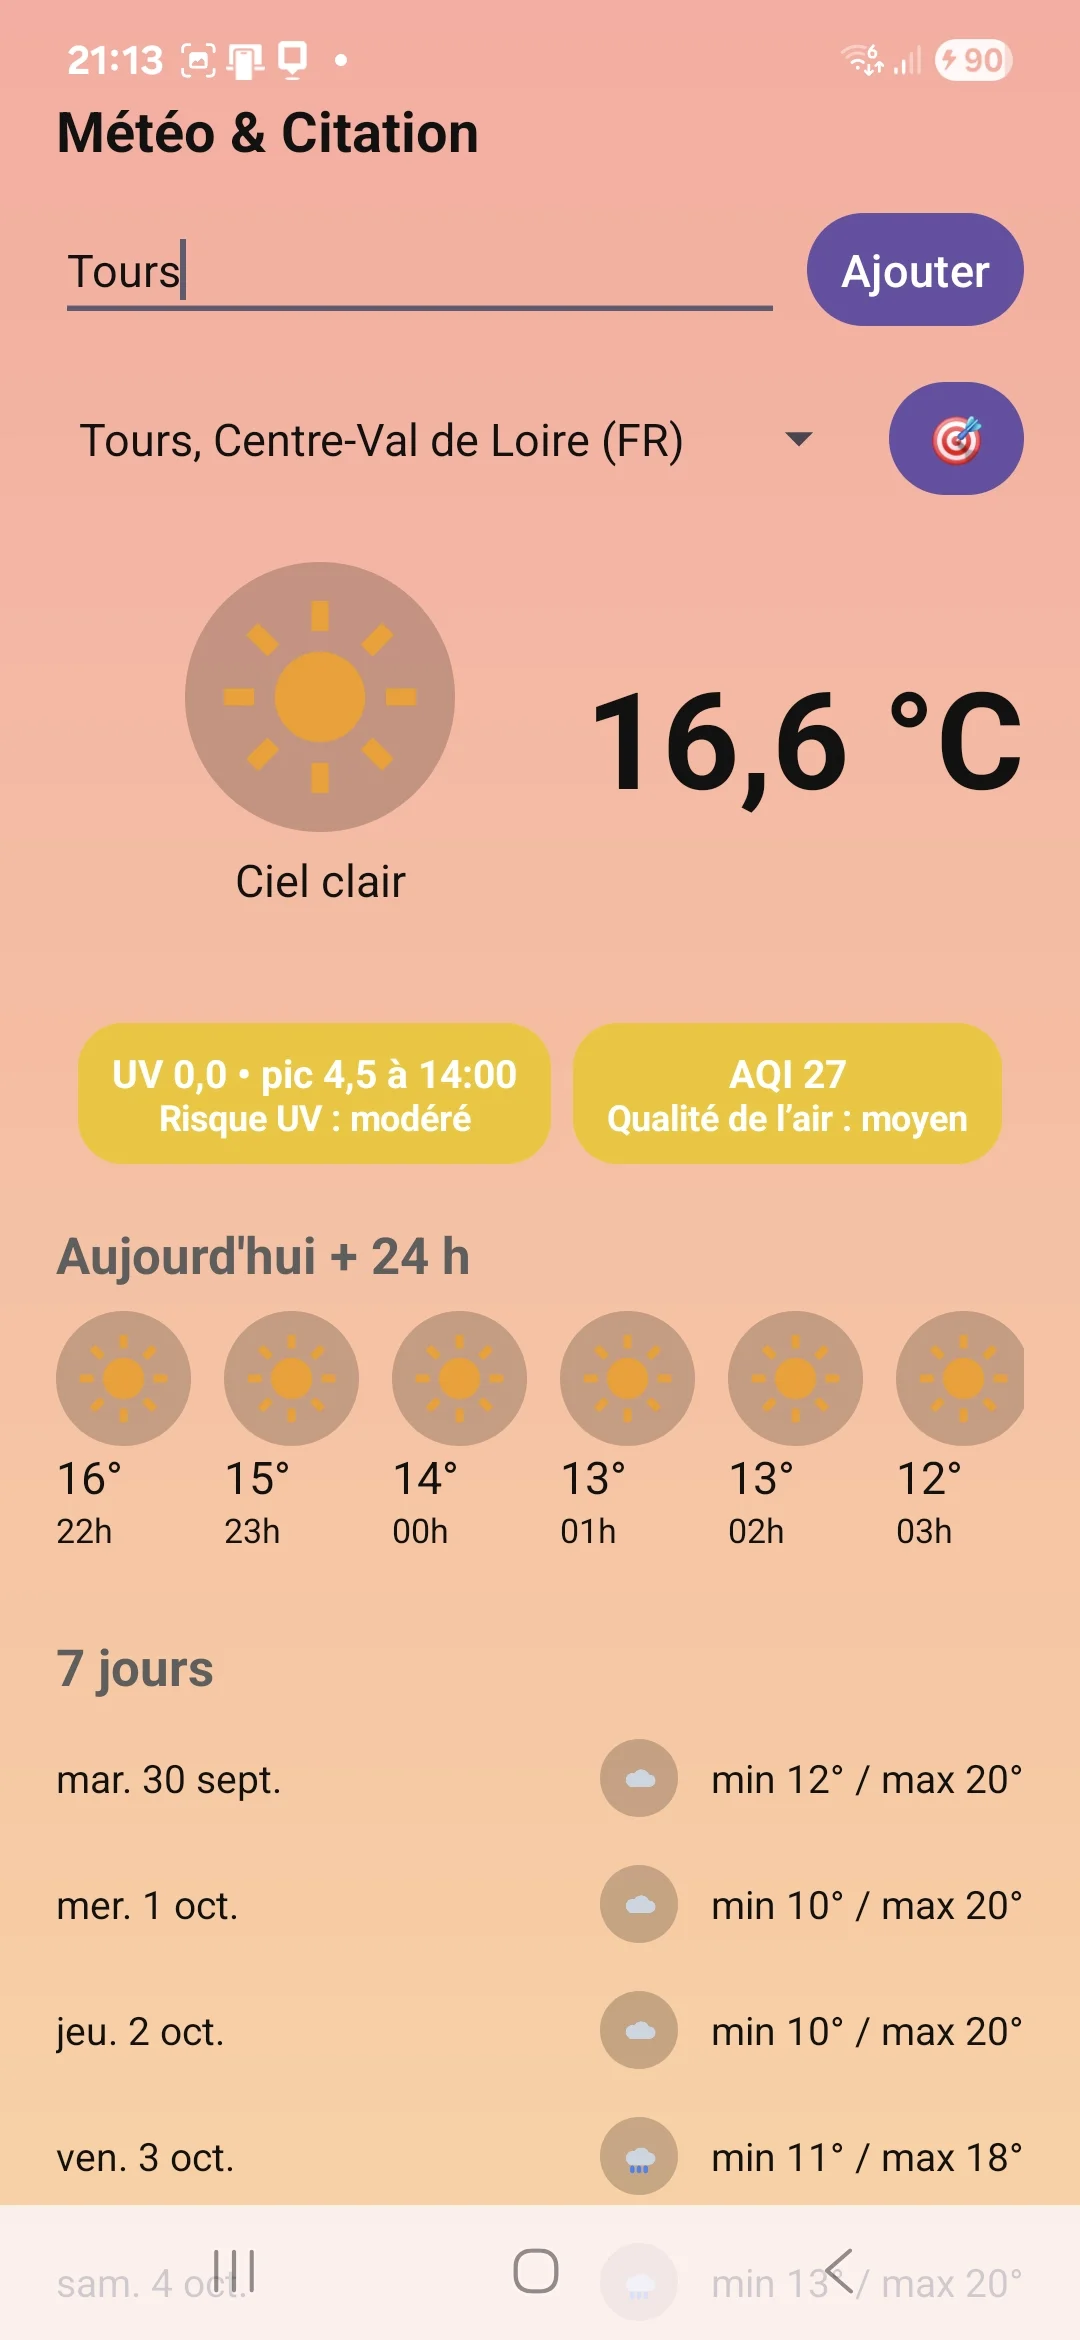 21:13
6
90
Météo & Citation
Tours
Ajouter
Tours, Centre-Val de Loire (FR)
16,6 °C
Ciel clair
UV 0,0 • pic 4,5 à 14:00
Risque UV : modéré
AQI 27
Qualité de l’air : moyen
Aujourd'hui + 24 h
16° 15° 14° 13° 13° 12°
22h 23h 00h 01h 02h 03h
7 jours
mar. 30 sept. min 12° / max 20°
mer. 1 oct. min 10° / max 20°
jeu. 2 oct. min 10° / max 20°
ven. 3 oct. min 11° / max 18°
sam. 4 oct. min 13° / max 20°